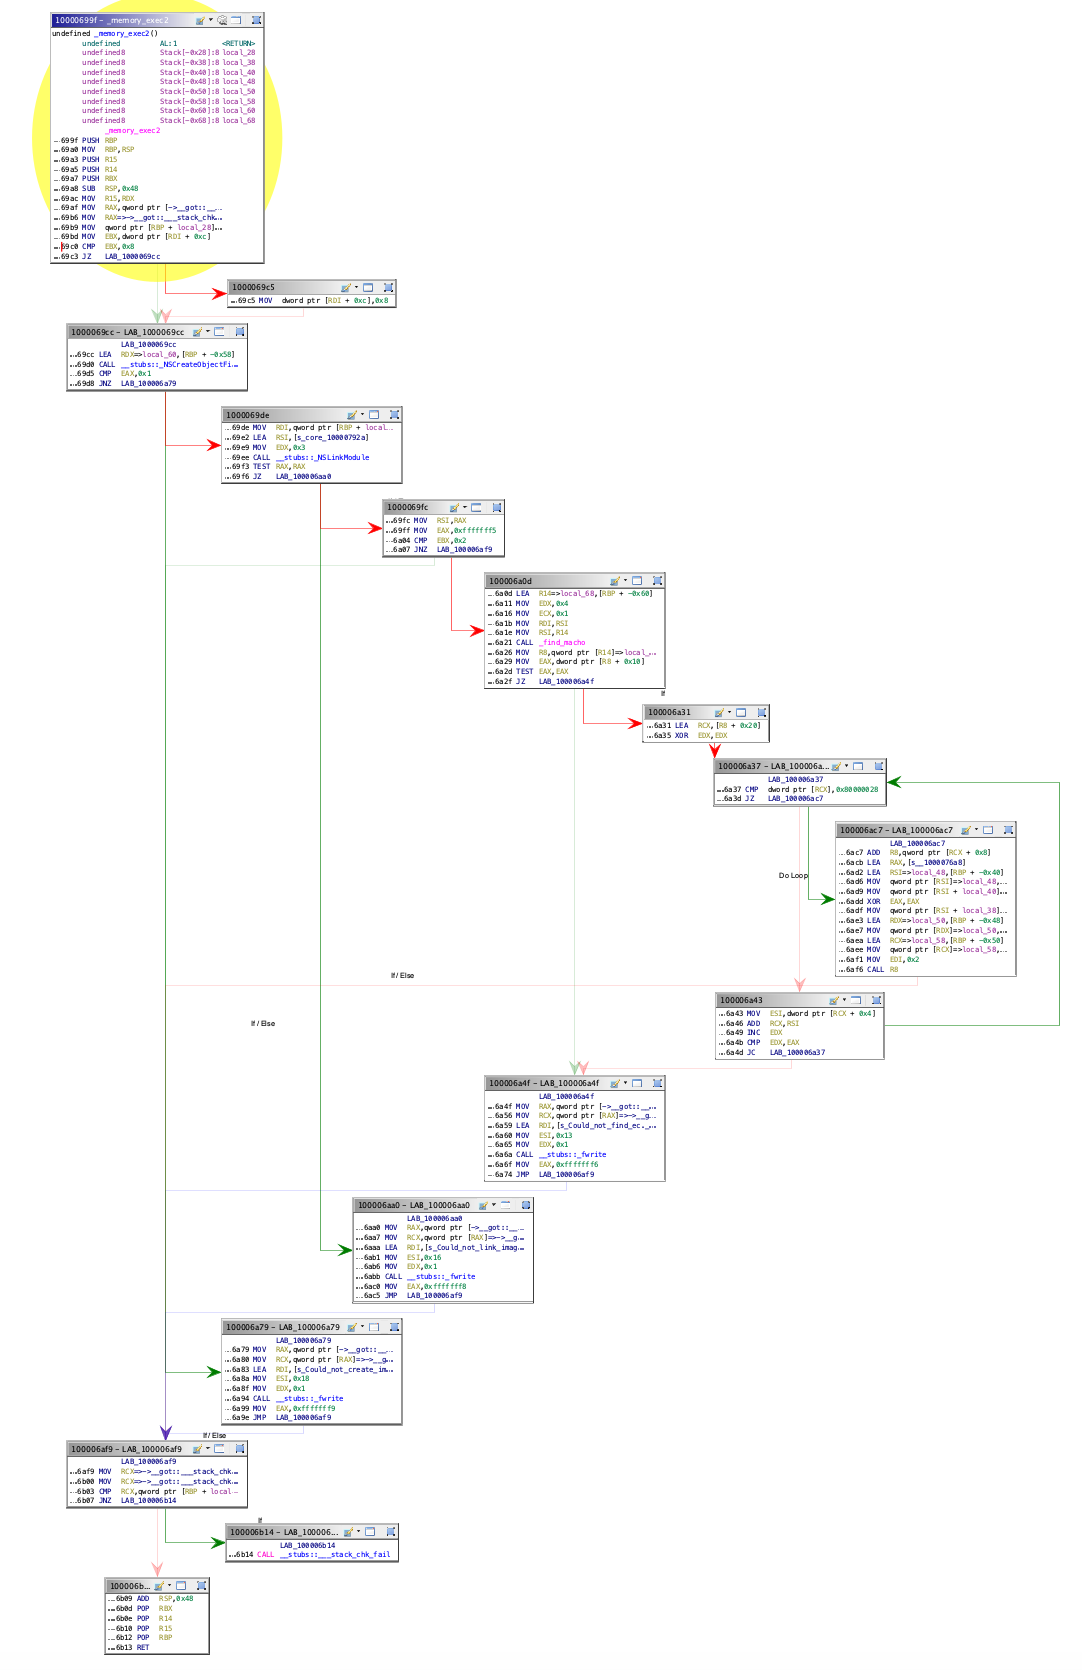 10000699f – _memory_exec2
undefined _memory_exec2()
undefined AL:1 <RETURN>
undefined8 Stack[-0x28]:8 local_28
undefined8 Stack[-0x38]:8 local_38
undefined8 Stack[-0x40]:8 local_40
undefined8 Stack[-0x48]:8 local_48
undefined8 Stack[-0x50]:8 local_50
undefined8 Stack[-0x58]:8 local_58
undefined8 Stack[-0x60]:8 local_60
undefined8 Stack[-0x68]:8 local_68
_memory_exec2
...699f PUSH RBP
...69a0 MOV RBP,RSP
...69a3 PUSH R15
...69a5 PUSH R14
...69a7 PUSH RBX
...69a8 SUB RSP,0x48
...69ac MOV R15,RDX
...69af MOV RAX,qword ptr [->__got::__...
...69b6 MOV RAX=>->__got::___stack_chk...
...69b9 MOV qword ptr [RBP + local_28]...
...69bd MOV EBX,dword ptr [RDI + 0xc]
...69c0 CMP EBX,0x8
...69c3 JZ LAB_1000069cc
1000069c5
...69c5 MOV dword ptr [RDI + 0xc],0x8
1000069cc – LAB_1000069cc
LAB_1000069cc
...69cc LEA RDX=>local_60,[RBP + -0x58]
...69d0 CALL __stubs::_NSCreateObjectFi...
...69d5 CMP EAX,0x1
...69d8 JNZ LAB_100006a79
1000069de
...69de MOV RDI,qword ptr [RBP + local...
...69e2 LEA RSI,[s_core_10000792a]
...69e9 MOV EDX,0x3
...69ee CALL __stubs::_NSLinkModule
...69f3 TEST RAX,RAX
...69f6 JZ LAB_100006aa0
1000069fc
...69fc MOV RSI,RAX
...69ff MOV EAX,0xfffffff5
...6a04 CMP EBX,0x2
...6a07 JNZ LAB_100006af9
100006a0d
...6a0d LEA R14=>local_68,[RBP + -0x60]
...6a11 MOV EDX,0x4
...6a16 MOV ECX,0x1
...6a1b MOV RDI,RSI
...6a1e MOV RSI,R14
...6a21 CALL _find_macho
...6a26 MOV R8,qword ptr [R14]=>local_...
...6a29 MOV EAX,dword ptr [R8 + 0x10]
...6a2d TEST EAX,EAX
...6a2f JZ LAB_100006a4f
If
100006a31
...6a31 LEA RCX,[R8 + 0x20]
...6a35 XOR EDX,EDX
100006a37 – LAB_100006a...
LAB_100006a37
...6a37 CMP dword ptr [RCX],0x80000028
...6a3d JZ LAB_100006ac7
100006ac7 – LAB_100006ac7
LAB_100006ac7
...6ac7 ADD R8,qword ptr [RCX + 0x8]
...6acb LEA RAX,[s__1000076a8]
...6ad2 LEA RSI=>local_48,[RBP + -0x40]
...6ad6 MOV qword ptr [RSI]=>local_48,...
...6ad9 MOV qword ptr [RSI + local_40]...
...6add XOR EAX,EAX
...6adf MOV qword ptr [RSI + local_38]...
...6ae3 LEA RDX=>local_50,[RBP + -0x48]
...6ae7 MOV qword ptr [RDX]=>local_50,...
...6aea LEA RCX=>local_58,[RBP + -0x50]
...6aee MOV qword ptr [RCX]=>local_58,...
...6af1 MOV EDI,0x2
...6af6 CALL R8
Do Loop
If / Else
100006a43
...6a43 MOV ESI,dword ptr [RCX + 0x4]
...6a46 ADD RCX,RSI
...6a49 INC EDX
...6a4b CMP EDX,EAX
...6a4d JC LAB_100006a37
If / Else
100006a4f – LAB_100006a4f
LAB_100006a4f
...6a4f MOV RAX,qword ptr [->__got::__...
...6a56 MOV RCX,qword ptr [RAX]=>->__g...
...6a59 LEA RDI,[s_Could_not_find_ec._...
...6a60 MOV ESI,0x13
...6a65 MOV EDX,0x1
...6a6a CALL __stubs::_fwrite
...6a6f MOV EAX,0xfffffff6
...6a74 JMP LAB_100006af9
100006aa0 – LAB_100006aa0
LAB_100006aa0
...6aa0 MOV RAX,qword ptr [->__got::__...
...6aa7 MOV RCX,qword ptr [RAX]=>->__g...
...6aaa LEA RDI,[s_Could_not_link_imag...
...6ab1 MOV ESI,0x16
...6ab6 MOV EDX,0x1
...6abb CALL __stubs::_fwrite
...6ac0 MOV EAX,0xfffffff8
...6ac5 JMP LAB_100006af9
100006a79 – LAB_100006a79
LAB_100006a79
...6a79 MOV RAX,qword ptr [->__got::__...
...6a80 MOV RCX,qword ptr [RAX]=>->__g...
...6a83 LEA RDI,[s_Could_not_create_im...
...6a8a MOV ESI,0x18
...6a8f MOV EDX,0x1
...6a94 CALL __stubs::_fwrite
...6a99 MOV EAX,0xfffffff9
...6a9e JMP LAB_100006af9
If / Else
100006af9 – LAB_100006af9
LAB_100006af9
...6af9 MOV RCX=>->__got::___stack_chk...
...6b00 MOV RCX=>->__got::___stack_chk...
...6b03 CMP RCX,qword ptr [RBP + local...
...6b07 JNZ LAB_100006b14
If
100006b14 – LAB_100006...
LAB_100006b14
...6b14 CALL __stubs::___stack_chk_fail
100006b...
...6b09 ADD RSP,0x48
...6b0d POP RBX
...6b0e POP R14
...6b10 POP R15
...6b12 POP RBP
...6b13 RET